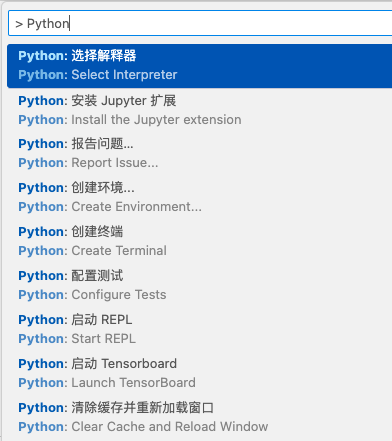 > Python
Python: 选择解释器
Python: Select Interpreter
Python: 安装 Jupyter 扩展
Python: Install the Jupyter extension
Python: 报告问题...
Python: Report Issue...
Python: 创建环境...
Python: Create Environment...
Python: 创建终端
Python: Create Terminal
Python: 配置测试
Python: Configure Tests
Python: 启动 REPL
Python: Start REPL
Python: 启动 Tensorboard
Python: Launch TensorBoard
Python: 清除缓存并重新加载窗口
Python: Clear Cache and Reload Window